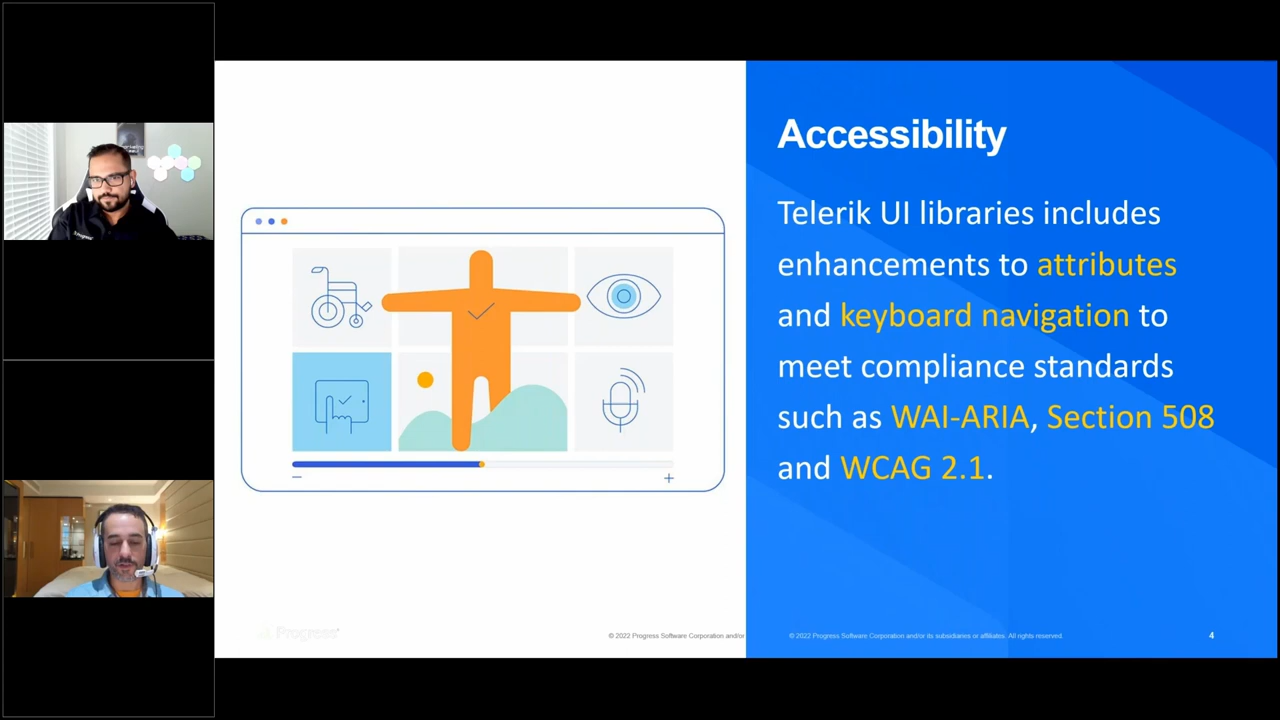 Accessibility
Telerik UI libraries includes
enhancements to attributes
and keyboard navigation to
meet compliance standards
such as WAI-ARIA, Section 508
and WCAG 2.1.
Progress
© 2022 Progress Software Corporation and/or
© 2022 Progress Software Corporation and/or its subsidiaries or affiliates. All rights reserved.
4